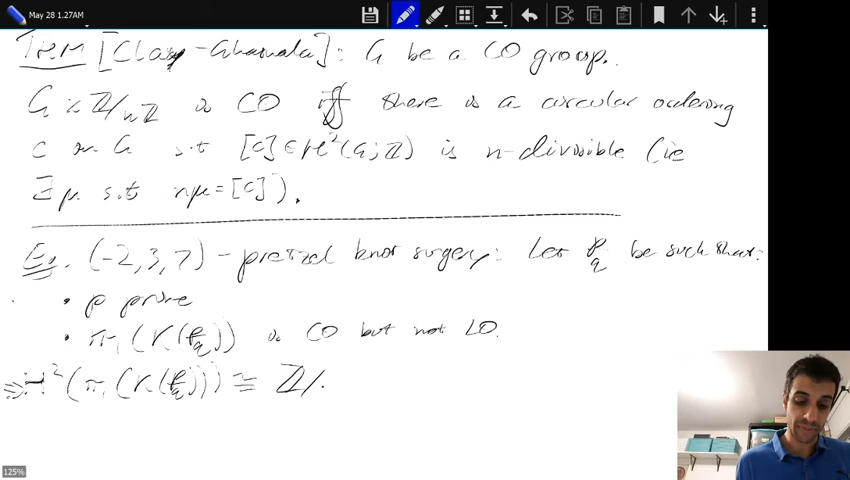 May 28 1:27AM
Thm [Clay-Ghaswala]: G be a CO group.
G × ℤ/nℤ is CO iff there is a circular ordering
c on G s.t [c] ∈ H²(G; ℤ) is n-divisible (ie
∃ μ s.t nμ = [c]).
Ex. (-2, 3, 7) - pretzel knot surgery: Let p/q be such that:
• p prime
• π₁(K(p/q)) is CO but not LO.
⇒ H²(π₁(K(p/q))) ≅ ℤ/
125%